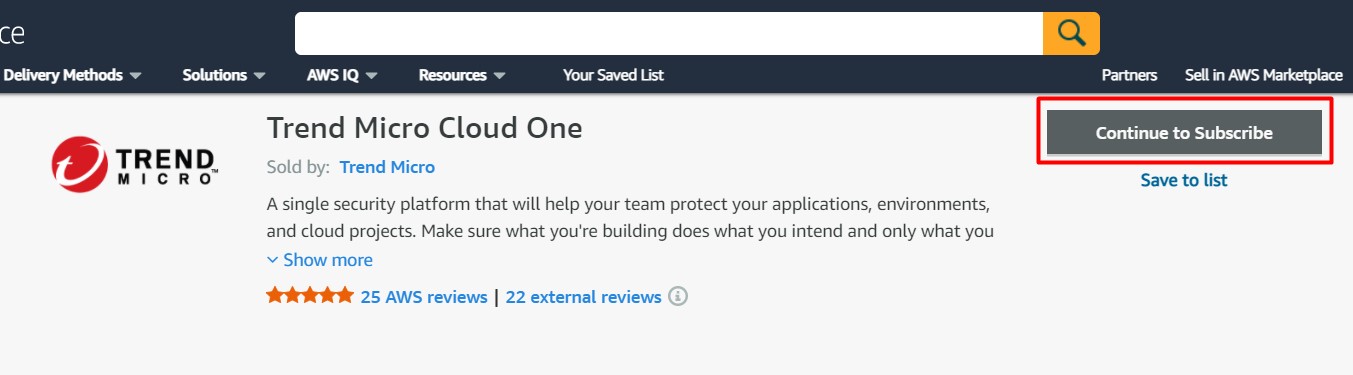 ce
Delivery Methods Solutions AWS IQ Resources Your Saved List Partners Sell in AWS Marketplace
Trend Micro Cloud One
Continue to Subscribe
TREND
MICRO™
Sold by: Trend Micro
Save to list
A single security platform that will help your team protect your applications, environments,
and cloud projects. Make sure what you're building does what you intend and only what you
Show more
25 AWS reviews | 22 external reviews